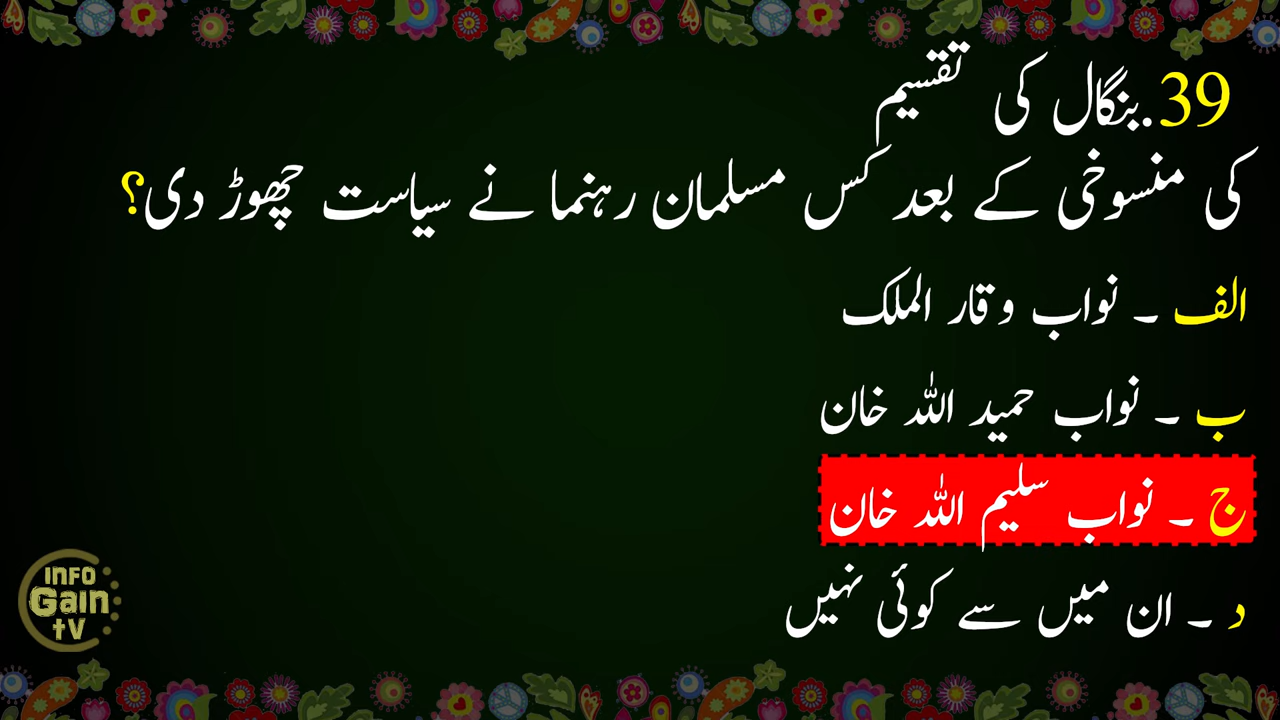 39.بنگال کی تقسیم
کی منسوخی کے بعد کس مسلمان رہنما نے سیاست چھوڑ دی؟
الف ۔ نواب وقار الملک
ب ۔ نواب حمید اللہ خان
ج ۔ نواب سلیم اللہ خان
د ۔ ان میں سے کوئی نہیں
INFO
Gain
tV